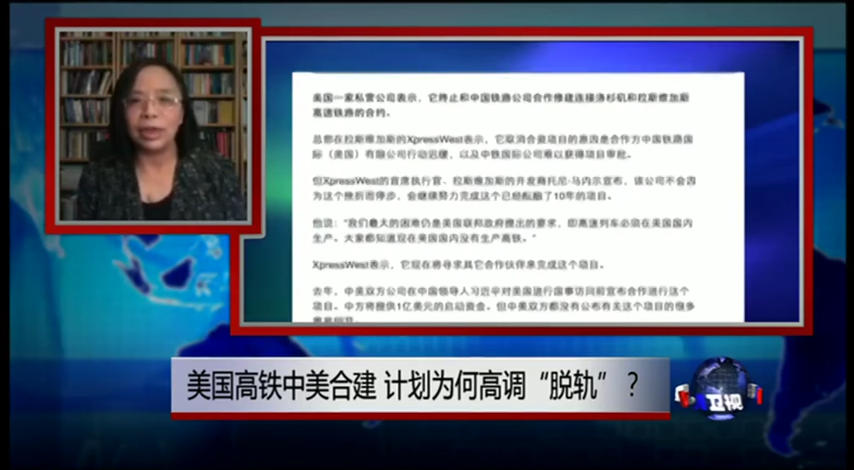 美国一家私营公司表示，它终止和中国铁路公司合作修建连接洛杉矶和拉斯维加斯
高速铁路的合约。
总部在拉斯维加斯的XpressWest表示，它取消合资项目的原因是合作方中国铁路国
际（美国）有限公司行动迟缓，以及中铁国际公司难以获得项目审批。
但XpressWest的首席执行官、拉斯维加斯的开发商托尼·马内尔宣布，该公司不会因
为这个挫折而停步，会继续努力完成这个已经酝酿了10年的项目。
他说：“我们最大的困难仍是美国联邦政府提出的要求，即高速列车必须在美国国内
生产。大家都知道现在美国国内没有生产高铁。”
XpressWest表示，它现在将寻求其它合作伙伴来完成这个项目。
去年，中美双方公司在中国领导人习近平对美国进行国事访问前宣布合作进行这个
项目。中方将提供1亿美元的启动资金。但中美双方都没有公布有关这个项目的很多
美国高铁中美合建 计划为何高调“脱轨”？
卫视